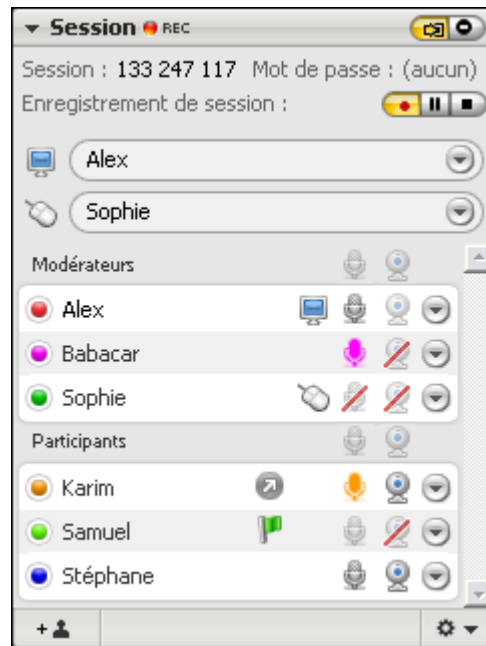 Session REC
Session : 133 247 117 Mot de passe : (aucun)
Enregistrement de session :
Alex
Sophie
Modérateurs
Alex
Babacar
Sophie
Participants
Karim
Samuel
Stéphane